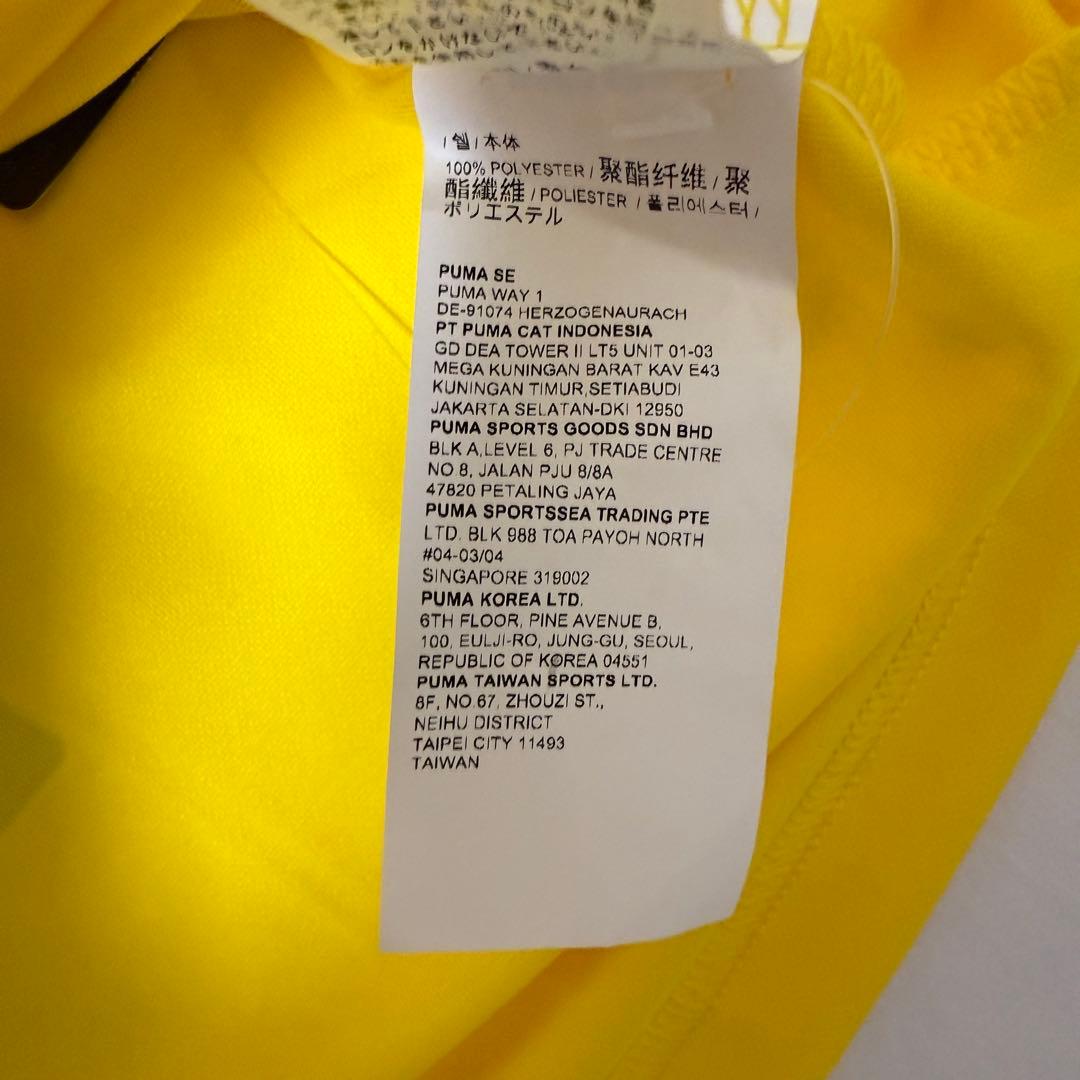 / 쉘 / 本体
100% POLYESTER / 聚酯纤维 / 聚
酯纖維 / POLIESTER / 폴리에스터 /
ポリエステル
PUMA SE
PUMA WAY 1
DE-91074 HERZOGENAURACH
PT PUMA CAT INDONESIA
GD DEA TOWER II LT5 UNIT 01-03
MEGA KUNINGAN BARAT KAV E43
KUNINGAN TIMUR,SETIABUDI
JAKARTA SELATAN-DKI 12950
PUMA SPORTS GOODS SDN BHD
BLK A,LEVEL 6, PJ TRADE CENTRE
NO.8, JALAN PJU 8/8A
47820 PETALING JAYA
PUMA SPORTSSEA TRADING PTE
LTD. BLK 988 TOA PAYOH NORTH
#04-03/04
SINGAPORE 319002
PUMA KOREA LTD.
6TH FLOOR, PINE AVENUE B,
100, EULJI-RO, JUNG-GU, SEOUL,
REPUBLIC OF KOREA 04551
PUMA TAIWAN SPORTS LTD.
8F, NO.67, ZHOUZI ST.,
NEIHU DISTRICT
TAIPEI CITY 11493
TAIWAN